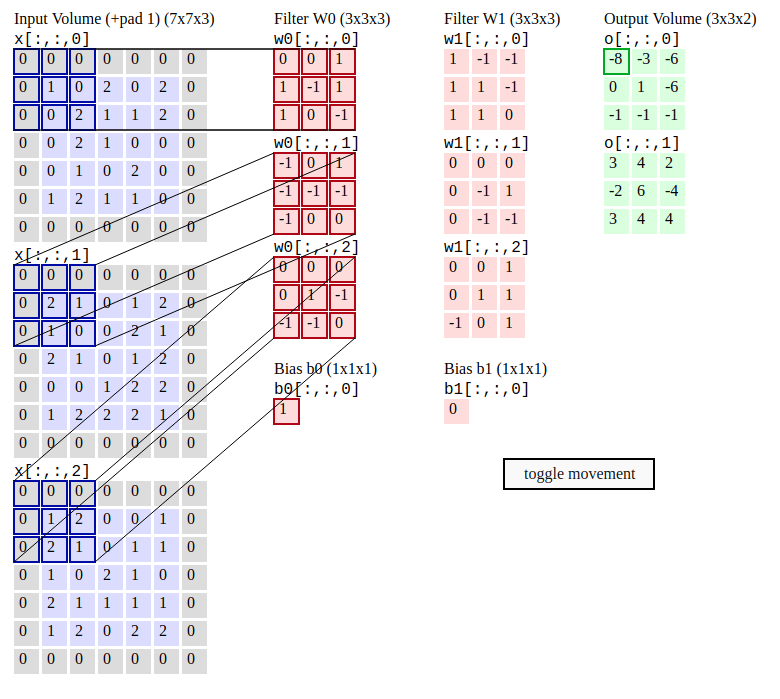 Input Volume (+pad 1) (7x7x3)
x[:,:,0]
0 0 0 0 0 0 0
0 1 0 2 0 2 0
0 0 2 1 1 2 0
0 0 2 1 0 0 0
0 0 1 0 2 0 0
0 1 2 1 1 0 0
0 0 0 0 0 0 0
x[:,:,1]
0 0 0 0 0 0 0
0 2 1 0 1 2 0
0 1 0 0 2 1 0
0 2 1 0 1 2 0
0 0 0 1 2 2 0
0 1 2 2 2 1 0
0 0 0 0 0 0 0
x[:,:,2]
0 0 0 0 0 0 0
0 1 2 0 0 1 0
0 2 1 0 1 1 0
0 1 0 2 1 0 0
0 2 1 1 1 1 0
0 1 2 0 2 2 0
0 0 0 0 0 0 0
Filter W0 (3x3x3)
w0[:,:,0]
0 0 1
1 -1 1
1 0 1
w0[:,:,1]
-1 0 1
-1 -1 -1
-1 0 0
w0[:,:,2]
0 0 0
0 1 -1
-1 -1 0
Bias b0 (1x1x1)
b0[:,:,0]
1
Filter W1 (3x3x3)
w1[:,:,0]
1 -1 -1
1 1 -1
1 1 0
w1[:,:,1]
0 0 0
0 -1 1
0 -1 -1
w1[:,:,2]
0 0 1
0 1 1
-1 0 1
Bias b1 (1x1x1)
b1[:,:,0]
0
Output Volume (3x3x2)
o[:,:,0]
-8 -3 -6
0 1 -6
-1 -1 -1
o[:,:,1]
3 4 2
-2 6 -4
3 4 4
toggle movement